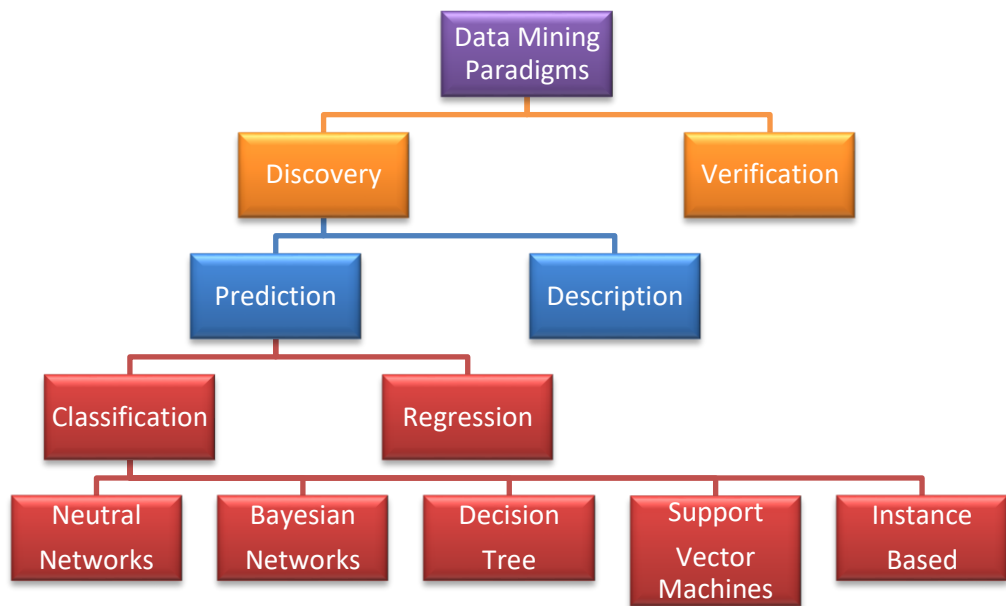 Data Mining
Paradigms
Discovery
Verification
Prediction
Description
Classification
Regression
Neutral
Networks
Bayesian
Networks
Decision
Tree
Support
Vector
Machines
Instance
Based